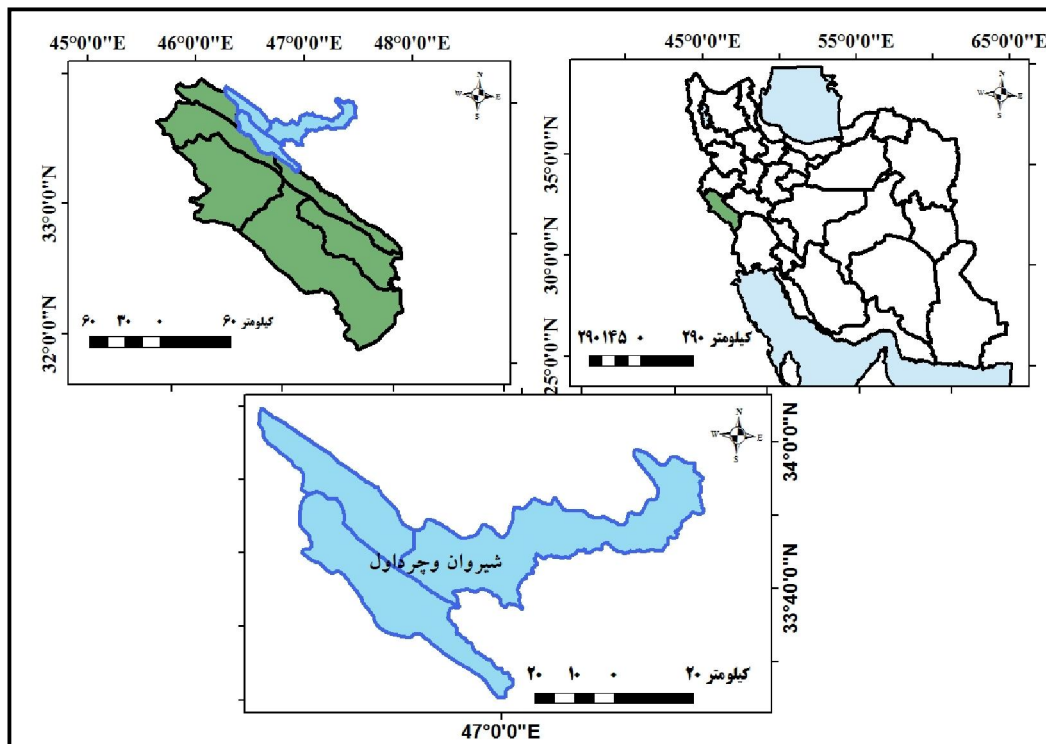 45°0'0"E 46°0'0"E 47°0'0"E 48°0'0"E
N
W E
S
33°0'0"N
32°0'0"N
۶۰ ۳۰ ۰ ۶۰ کیلومتر
45°0'0"E 55°0'0"E 65°0'0"E
N
W E
S
35°0'0"N
30°0'0"N
25°0'0"N
۲۹۰ ۱۴۵ ۰ ۲۹۰ کیلومتر
N
W E
S
34°0'0"N
33°40'0"N
شیروان وچرداول
۲۰ ۱۰ ۰ ۲۰ کیلومتر
47°0'0"E